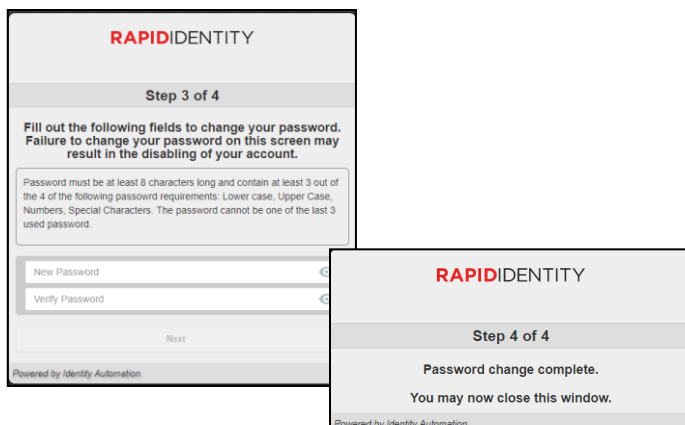 RAPIDIDENTITY
Step 3 of 4
Fill out the following fields to change your password.
Failure to change your password on this screen may
result in the disabling of your account.
Password must be at least 8 characters long and contain at least 3 out of
the 4 of the following passowrd requirements: Lower case, Upper Case,
Numbers, Special Characters. The password cannot be one of the last 3
used password.
New Password
Verify Password
Next
Powered by Identity Automation
RAPIDIDENTITY
Step 4 of 4
Password change complete.
You may now close this window.
Powered by Identity Automation